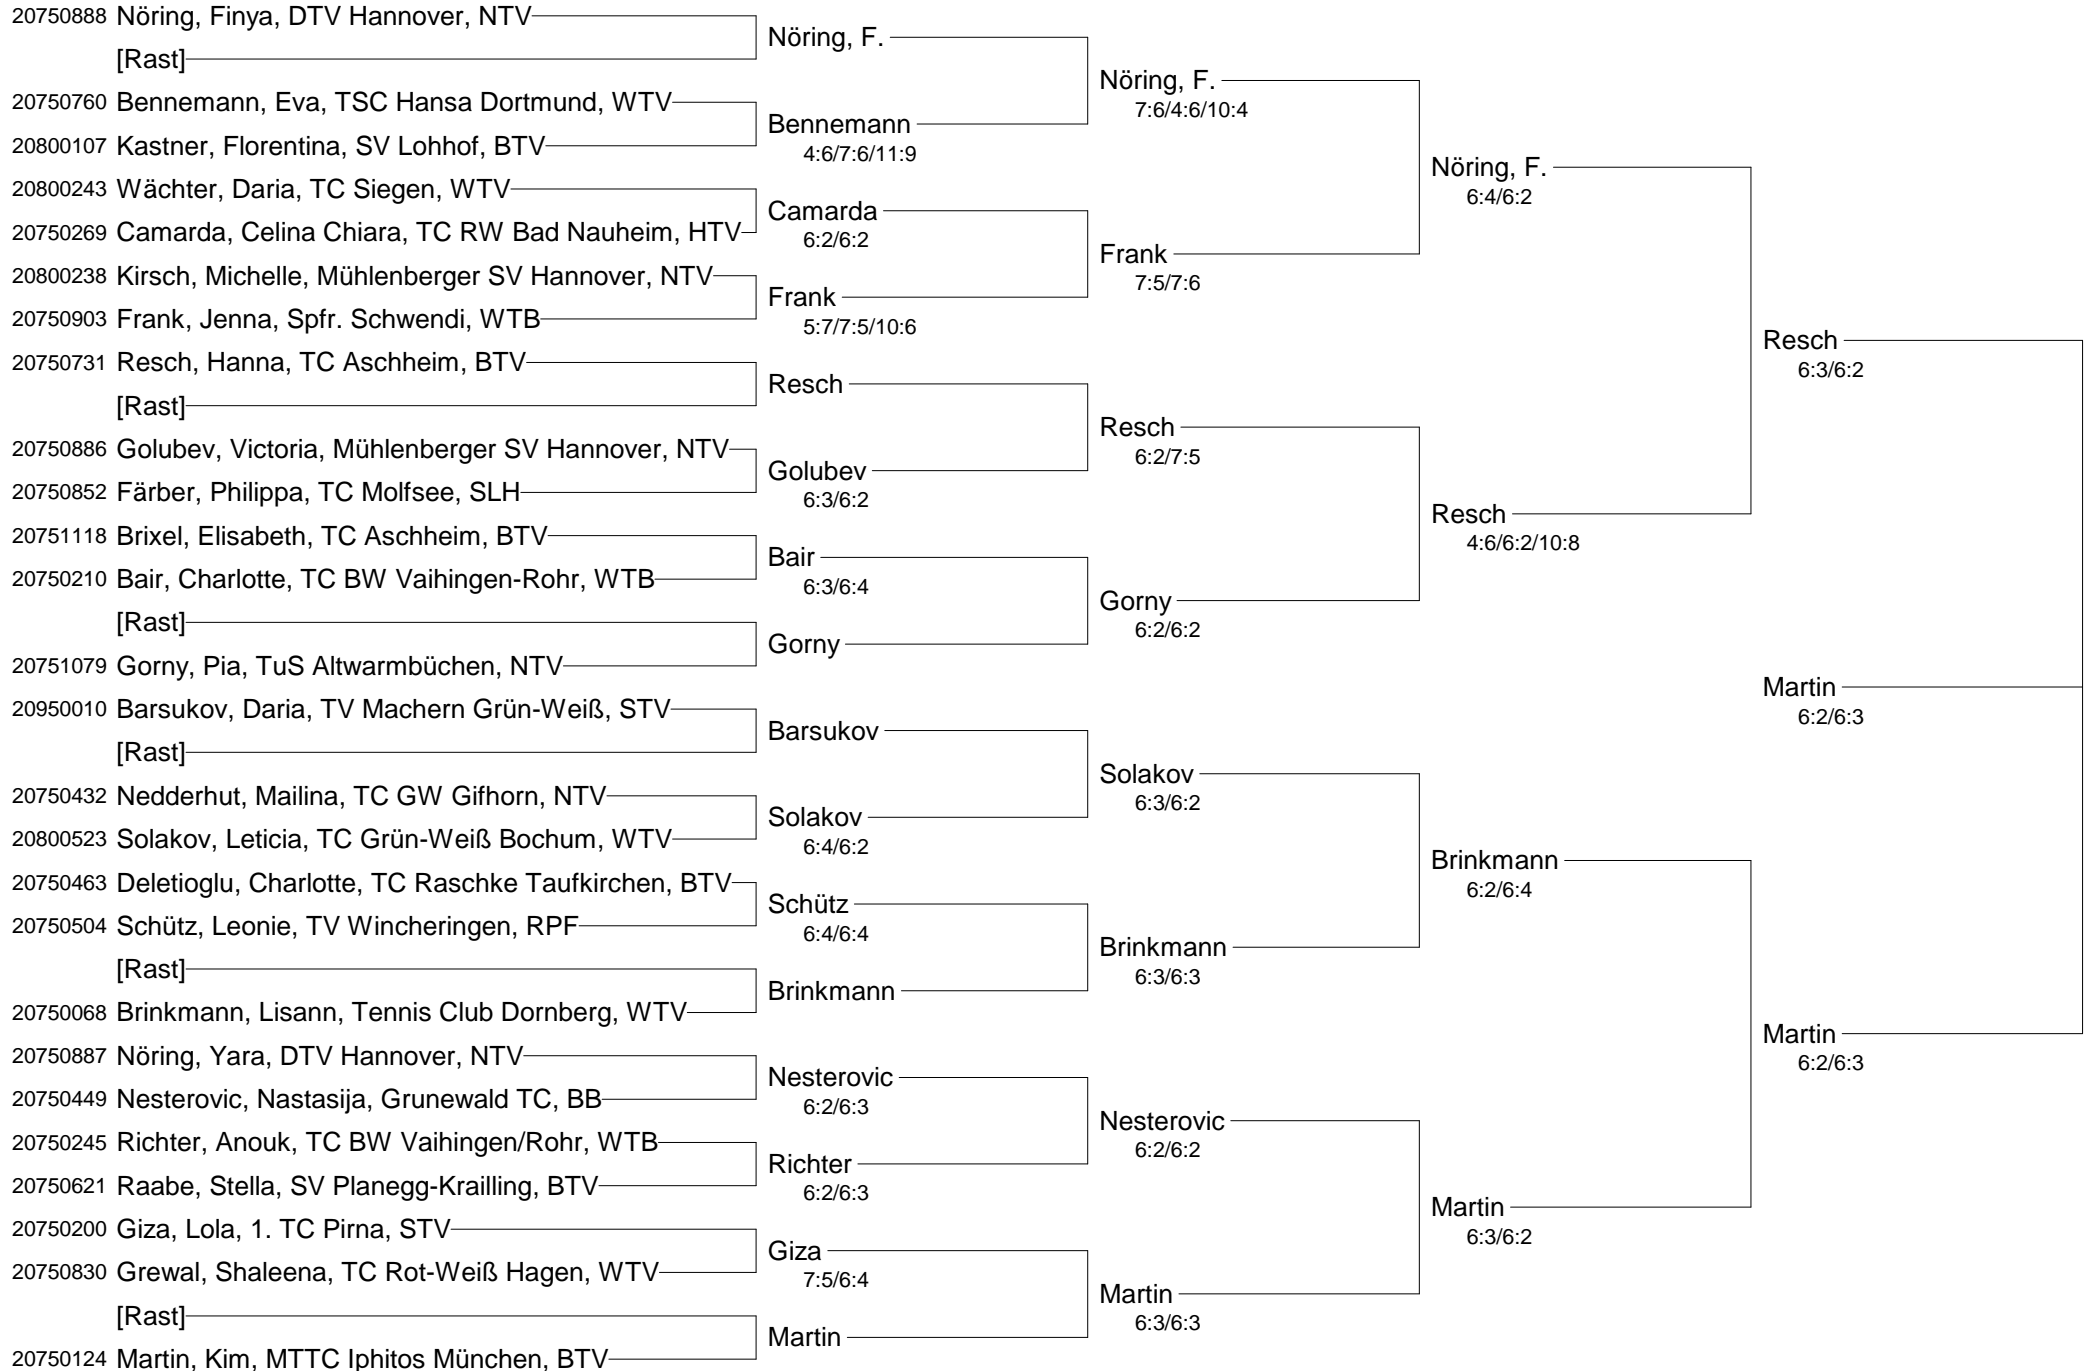 20750888 Nöring, Finya, DTV Hannover, NTV
Nöring, F.
[Rast]
Nöring, F.
7:6/4:6/10:4
20750760 Bennemann, Eva, TSC Hansa Dortmund, WTV
Bennemann
4:6/7:6/11:9
20800107 Kastner, Florentina, SV Lohhof, BTV
Nöring, F.
6:4/6:2
20800243 Wächter, Daria, TC Siegen, WTV
Camarda
6:2/6:2
20750269 Camarda, Celina Chiara, TC RW Bad Nauheim, HTV
Frank
7:5/7:6
20800238 Kirsch, Michelle, Mühlenberger SV Hannover, NTV
Frank
5:7/7:5/10:6
20750903 Frank, Jenna, Spfr. Schwendi, WTB
Resch
6:3/6:2
20750731 Resch, Hanna, TC Aschheim, BTV
Resch
[Rast]
Resch
6:2/7:5
20750886 Golubev, Victoria, Mühlenberger SV Hannover, NTV
Golubev
6:3/6:2
20750852 Färber, Philippa, TC Molfsee, SLH
Resch
4:6/6:2/10:8
20751118 Brixel, Elisabeth, TC Aschheim, BTV
Bair
6:3/6:4
20750210 Bair, Charlotte, TC BW Vaihingen-Rohr, WTB
Gorny
6:2/6:2
[Rast]
Gorny
20751079 Gorny, Pia, TuS Altwarmbüchen, NTV
Martin
6:2/6:3
20950010 Barsukov, Daria, TV Machern Grün-Weiß, STV
Barsukov
[Rast]
Solakov
6:3/6:2
20750432 Nedderhut, Mailina, TC GW Gifhorn, NTV
Solakov
6:4/6:2
20800523 Solakov, Leticia, TC Grün-Weiß Bochum, WTV
Brinkmann
6:2/6:4
20750463 Deletioglu, Charlotte, TC Raschke Taufkirchen, BTV
Schütz
6:4/6:4
20750504 Schütz, Leonie, TV Wincheringen, RPF
Brinkmann
6:3/6:3
[Rast]
Brinkmann
20750068 Brinkmann, Lisann, Tennis Club Dornberg, WTV
Martin
6:2/6:3
20750887 Nöring, Yara, DTV Hannover, NTV
Nesterovic
6:2/6:3
20750449 Nesterovic, Nastasija, Grunewald TC, BB
Nesterovic
6:2/6:2
20750245 Richter, Anouk, TC BW Vaihingen/Rohr, WTB
Richter
6:2/6:3
20750621 Raabe, Stella, SV Planegg-Krailling, BTV
Martin
6:3/6:2
20750200 Giza, Lola, 1. TC Pirna, STV
Giza
7:5/6:4
20750830 Grewal, Shaleena, TC Rot-Weiß Hagen, WTV
Martin
6:3/6:3
[Rast]
Martin
20750124 Martin, Kim, MTTC Iphitos München, BTV